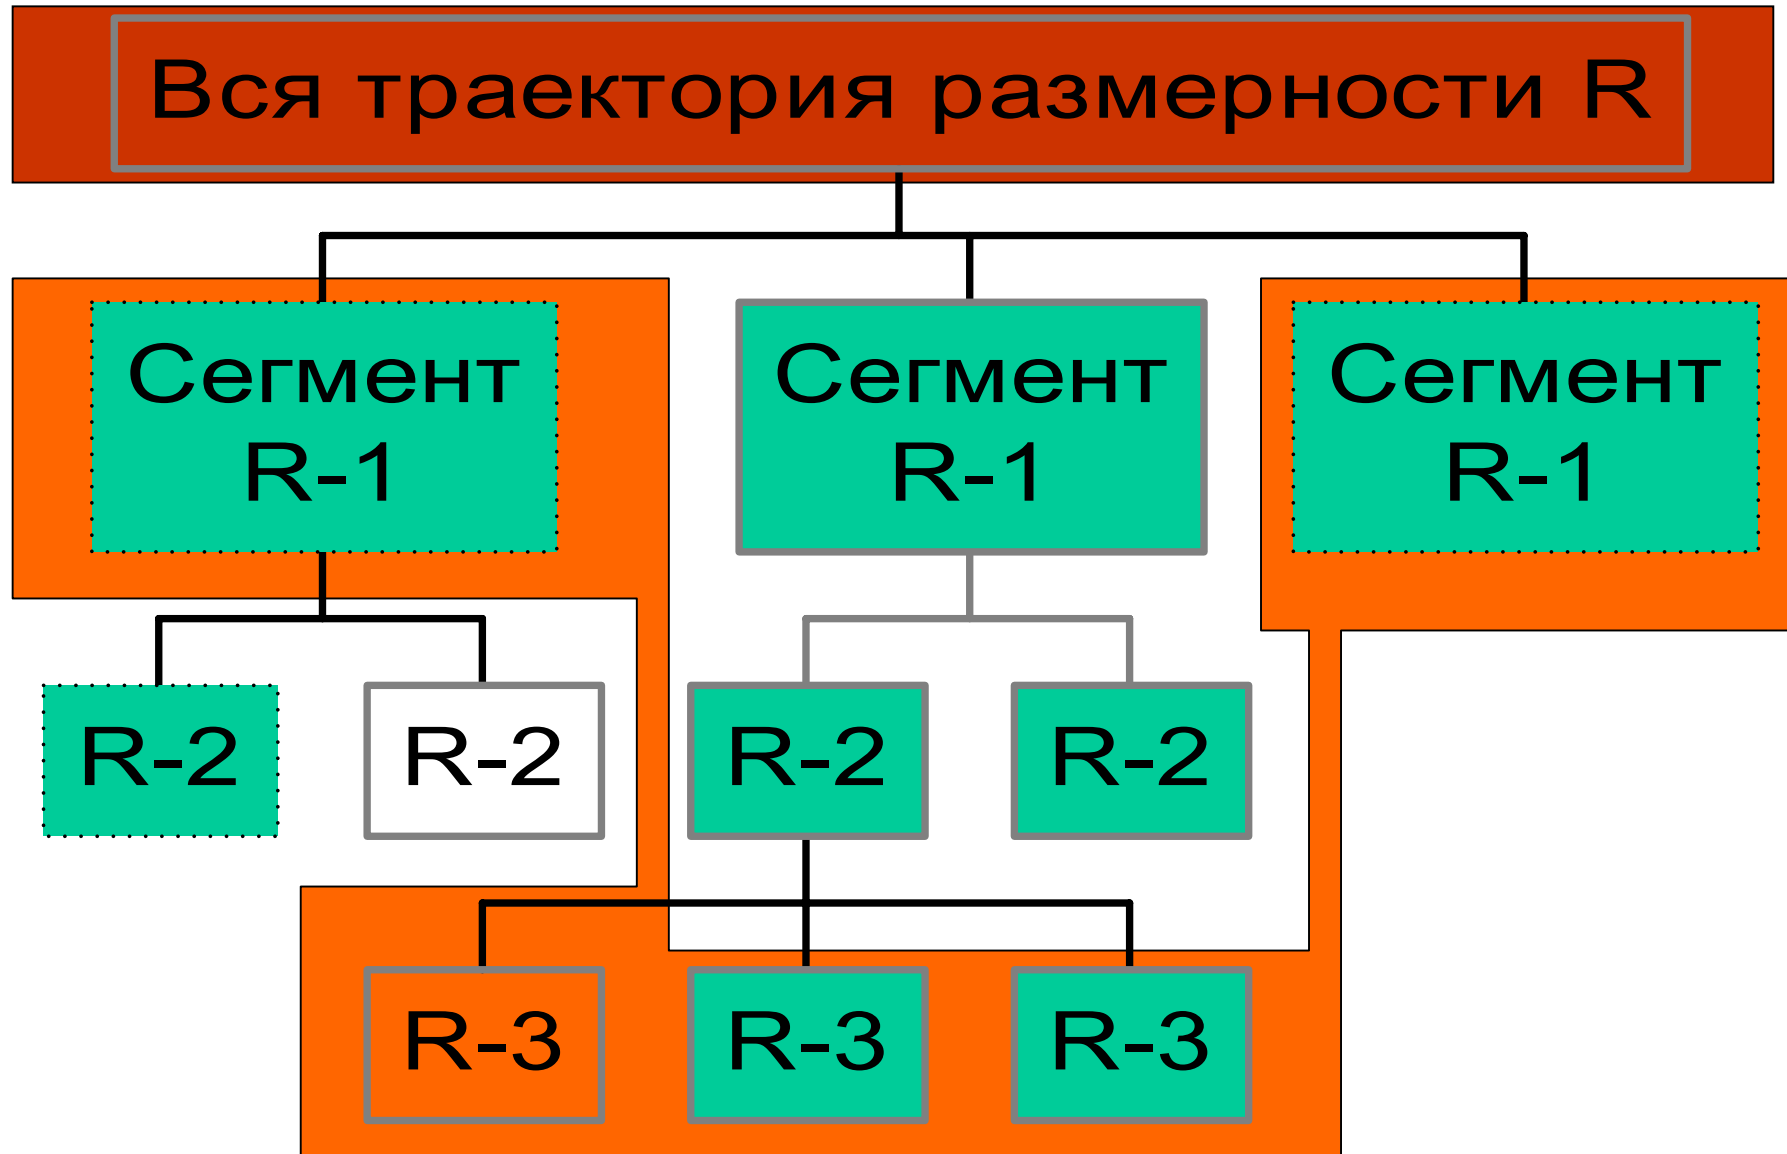 Вся траектория размерности R
Сегмент
R-1
Сегмент
R-1
Сегмент
R-1
R-2
R-2
R-2
R-2
R-3
R-3
R-3